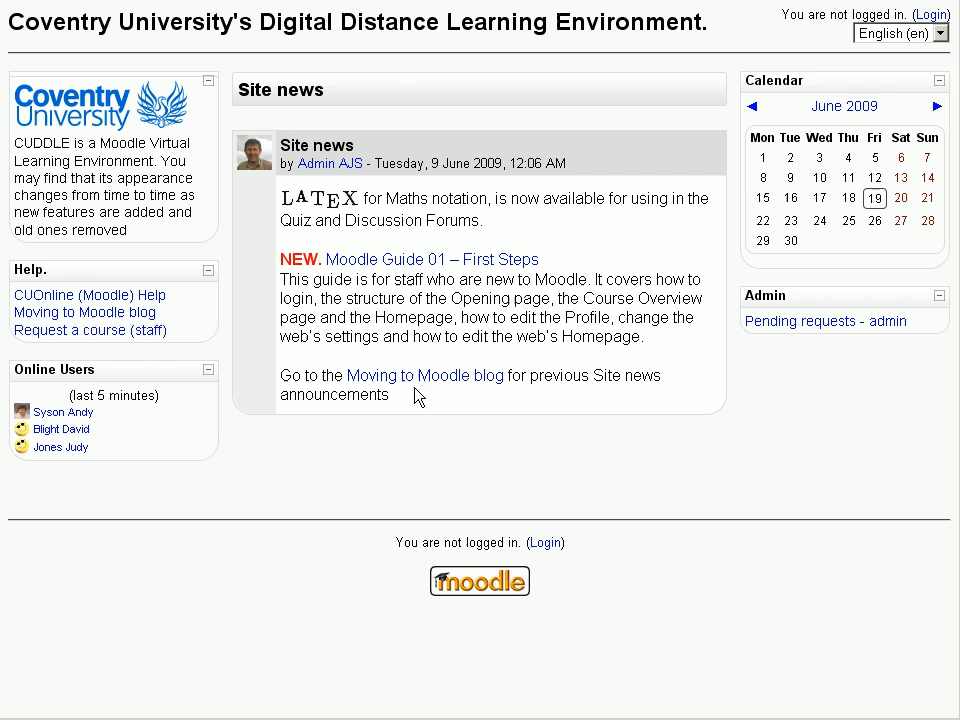 Coventry University's Digital Distance Learning Environment.
You are not logged in. (Login)
English (en)
Coventry
University
CUDDLE is a Moodle Virtual
Learning Environment. You
may find that its appearance
changes from time to time as
new features are added and
old ones removed
Help.
CUOnline (Moodle) Help
Moving to Moodle blog
Request a course (staff)
Online Users
(last 5 minutes)
Syson Andy
Blight David
Jones Judy
Site news
Site news
by Admin AJS - Tuesday, 9 June 2009, 12:06 AM
LATEX for Maths notation, is now available for using in the
Quiz and Discussion Forums.
NEW. Moodle Guide 01 – First Steps
This guide is for staff who are new to Moodle. It covers how to
login, the structure of the Opening page, the Course Overview
page and the Homepage, how to edit the Profile, change the
web's settings and how to edit the web's Homepage.
Go to the Moving to Moodle blog for previous Site news
announcements
Calendar
June 2009
Mon Tue Wed Thu Fri Sat Sun
1 2 3 4 5 6 7
8 9 10 11 12 13 14
15 16 17 18 19 20 21
22 23 24 25 26 27 28
29 30
Admin
Pending requests - admin
You are not logged in. (Login)
moodle